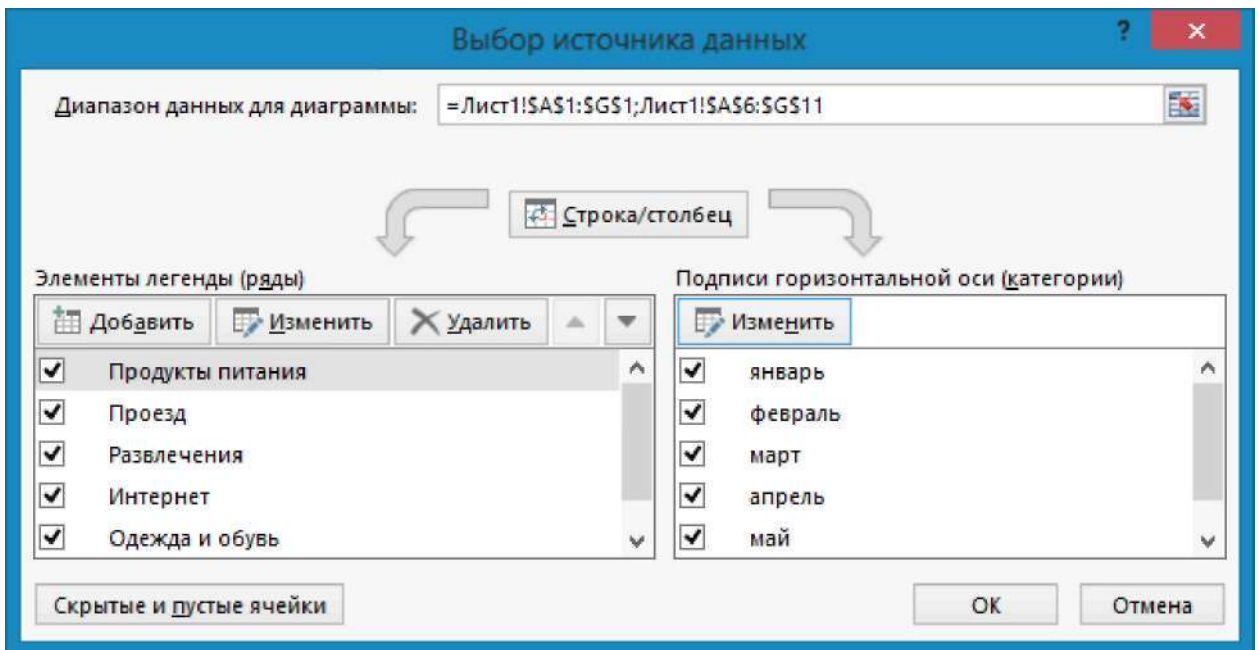 Выбор источника данных
?
Диапазон данных для диаграммы: =Лист1!$A$1:$G$1;Лист1!$A$6:$G$11
Строка/столбец
Элементы легенды (ряды)
Добавить Изменить Удалить
Продукты питания
Проезд
Развлечения
Интернет
Одежда и обувь
Подписи горизонтальной оси (категории)
Изменить
январь
февраль
март
апрель
май
Скрытые и пустые ячейки
ОК
Отмена